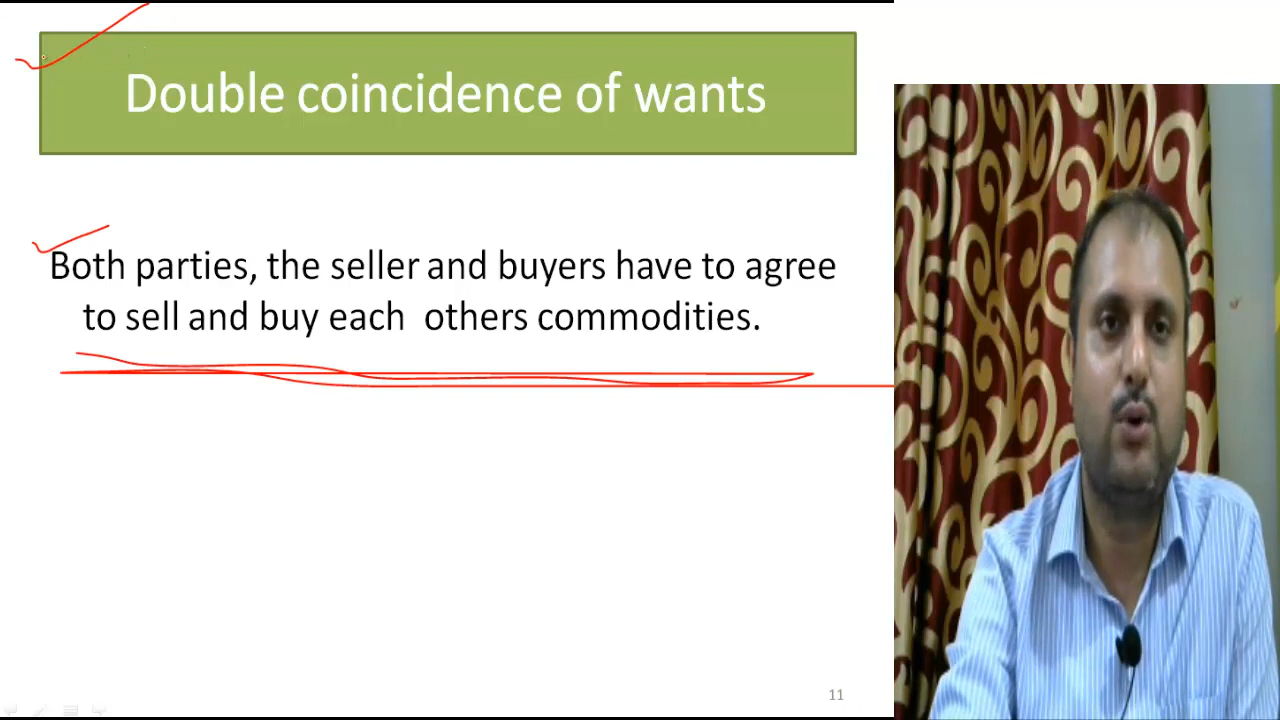 Double coincidence of wants
Both parties, the seller and buyers have to agree
to sell and buy each others commodities.
11